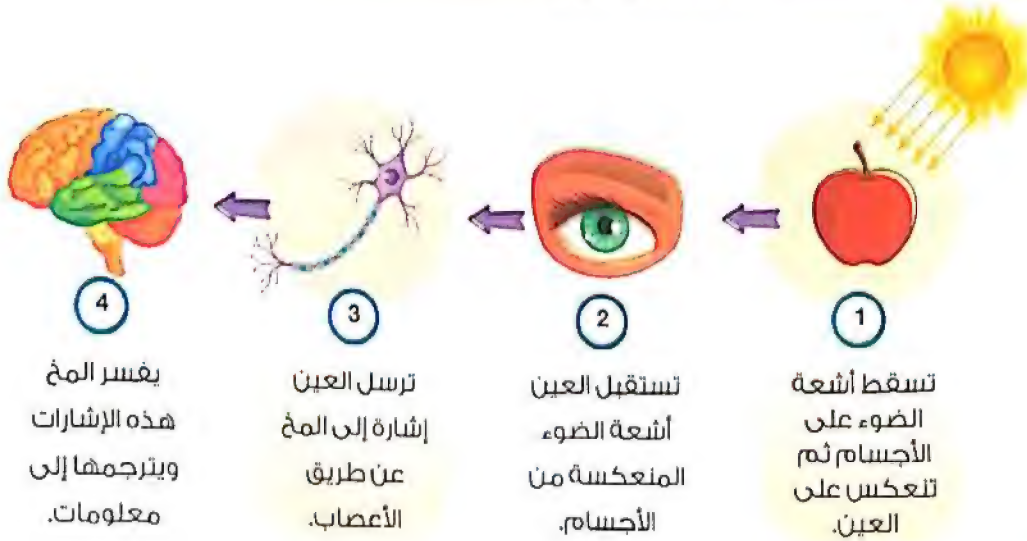 1
تسقط أشعة
الضوء على
الأجسام ثم
تنعكس على
العين.
2
تستقبل العين
أشعة الضوء
المنعكسة من
الأجسام.
3
ترسل العين
إشارة إلى المخ
عن طريق
الأعصاب.
4
يفسر المخ
هذه الإشارات
ويترجمها إلى
معلومات.